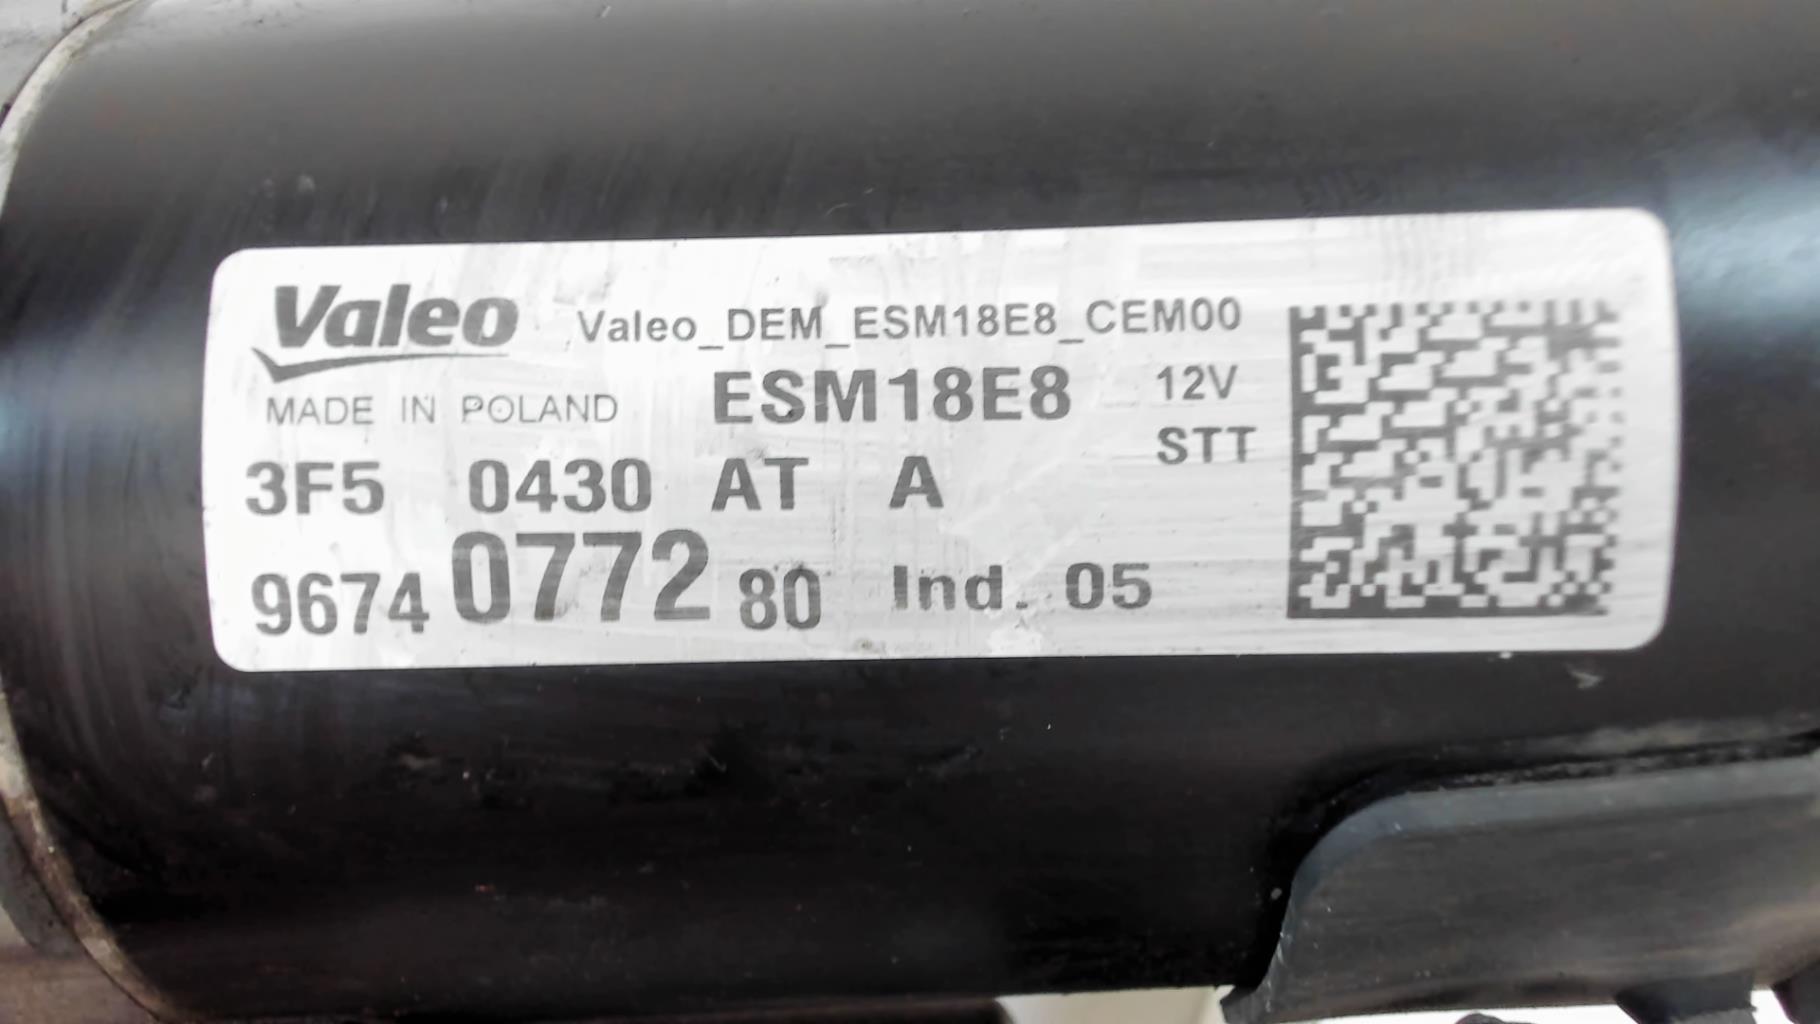 Valeo Valeo_DEM_ESM18E8_CEM00
MADE IN POLAND ESM18E8 12V
STT
3F5 0430 AT A
9674 0772 80 Ind. 05